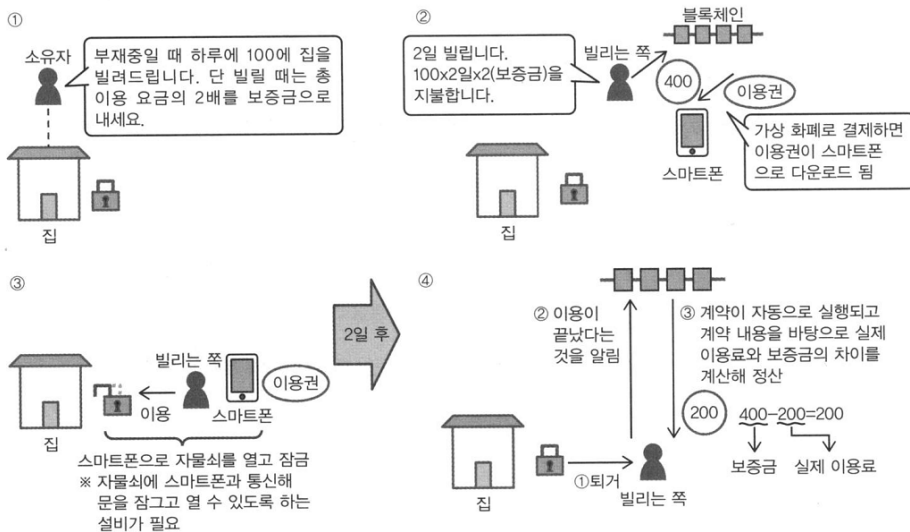 ①
소유자
부재중일 때 하루에 100에 집을
빌려드립니다. 단 빌릴 때는 총
이용 요금의 2배를 보증금으로
내세요.
집
②
블록체인
2일 빌립니다.
100x2일x2(보증금)을
지불합니다.
빌리는 쪽
400
이용권
가상 화폐로 결제하면
이용권이 스마트폰
으로 다운로드 됨
스마트폰
집
③
빌리는 쪽
이용권
이용
스마트폰
집
스마트폰으로 자물쇠를 열고 잠금
※ 자물쇠에 스마트폰과 통신해
문을 잠그고 열 수 있도록 하는
설비가 필요
2일 후
④
② 이용이
끝났다는
것을 알림
③ 계약이 자동으로 실행되고
계약 내용을 바탕으로 실제
이용료와 보증금의 차이를
계산해 정산
200
400-200=200
보증금
실제 이용료
①퇴거
빌리는 쪽
집